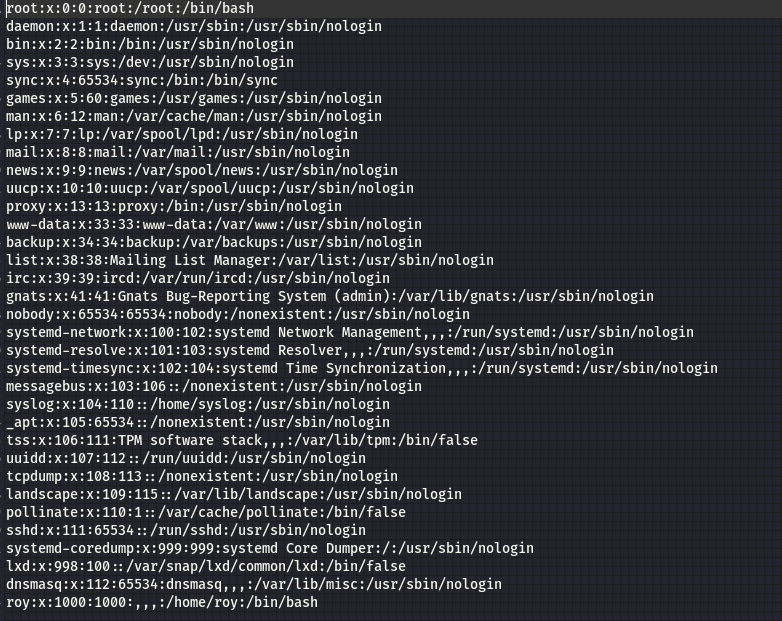 root:x:0:0:root:/root:/bin/bash
daemon:x:1:1:daemon:/usr/sbin:/usr/sbin/nologin
bin:x:2:2:bin:/bin:/usr/sbin/nologin
sys:x:3:3:sys:/dev:/usr/sbin/nologin
sync:x:4:65534:sync:/bin:/bin/sync
games:x:5:60:games:/usr/games:/usr/sbin/nologin
man:x:6:12:man:/var/cache/man:/usr/sbin/nologin
lp:x:7:7:lp:/var/spool/lpd:/usr/sbin/nologin
mail:x:8:8:mail:/var/mail:/usr/sbin/nologin
news:x:9:9:news:/var/spool/news:/usr/sbin/nologin
uucp:x:10:10:uucp:/var/spool/uucp:/usr/sbin/nologin
proxy:x:13:13:proxy:/bin:/usr/sbin/nologin
www-data:x:33:33:www-data:/var/www:/usr/sbin/nologin
backup:x:34:34:backup:/var/backups:/usr/sbin/nologin
list:x:38:38:Mailing List Manager:/var/list:/usr/sbin/nologin
irc:x:39:39:ircd:/var/run/ircd:/usr/sbin/nologin
gnats:x:41:41:Gnats Bug-Reporting System (admin):/var/lib/gnats:/usr/sbin/nologin
nobody:x:65534:65534:nobody:/nonexistent:/usr/sbin/nologin
systemd-network:x:100:102:systemd Network Management,,,:/run/systemd:/usr/sbin/nologin
systemd-resolve:x:101:103:systemd Resolver,,,:/run/systemd:/usr/sbin/nologin
systemd-timesync:x:102:104:systemd Time Synchronization,,,:/run/systemd:/usr/sbin/nologin
messagebus:x:103:106::/nonexistent:/usr/sbin/nologin
syslog:x:104:110::/home/syslog:/usr/sbin/nologin
_apt:x:105:65534::/nonexistent:/usr/sbin/nologin
tss:x:106:111:TPM software stack,,,:/var/lib/tpm:/bin/false
uuidd:x:107:112::/run/uuidd:/usr/sbin/nologin
tcpdump:x:108:113::/nonexistent:/usr/sbin/nologin
landscape:x:109:115::/var/lib/landscape:/usr/sbin/nologin
pollinate:x:110:1::/var/cache/pollinate:/bin/false
sshd:x:111:65534::/run/sshd:/usr/sbin/nologin
systemd-coredump:x:999:999:systemd Core Dumper:/:/usr/sbin/nologin
lxd:x:998:100::/var/snap/lxd/common/lxd:/bin/false
dnsmasq:x:112:65534:dnsmasq,,,:/var/lib/misc:/usr/sbin/nologin
roy:x:1000:1000:,,,:/home/roy:/bin/bash